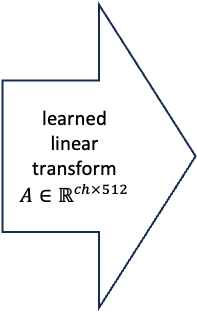 learned
linear
transform
𝐴 ∈ ℝ^{𝑐ℎ×512}